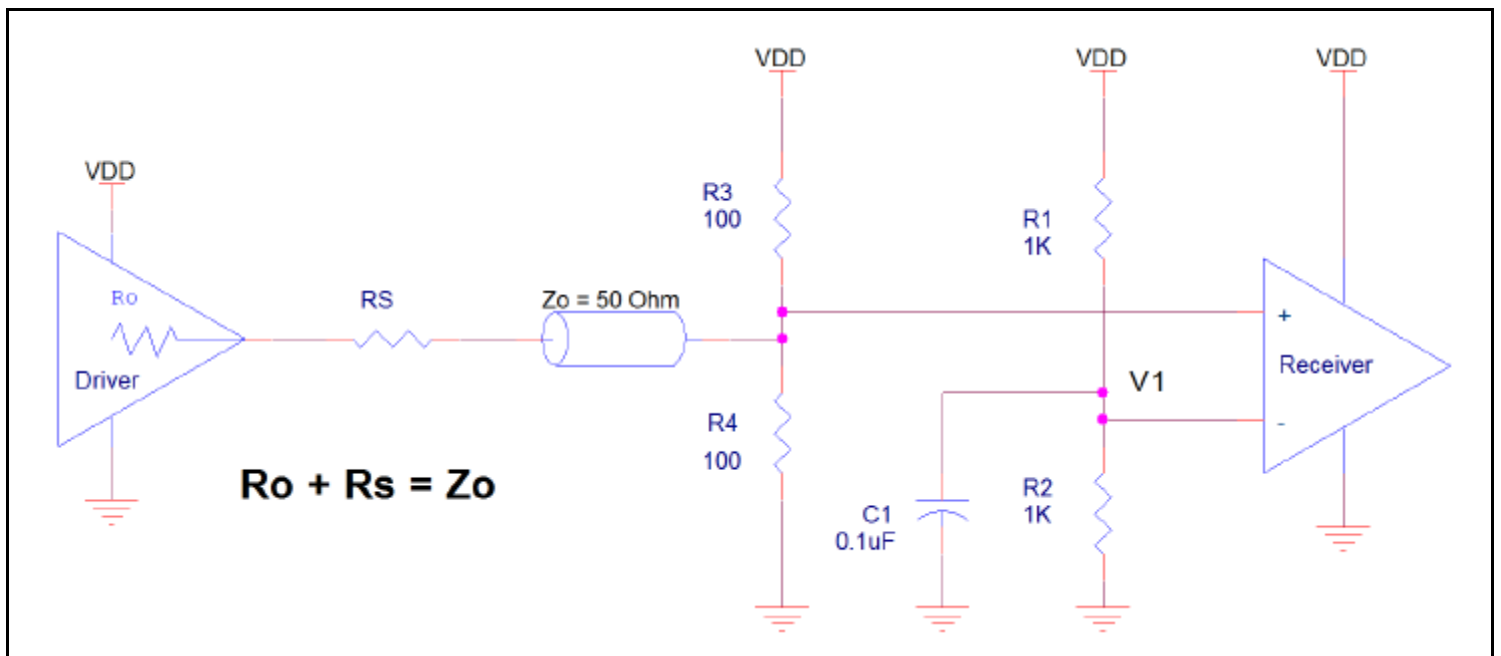 VDD
VDD
VDD
VDD
Ro
Driver
RS
Zo = 50 Ohm
R3
100
R4
100
R1
1K
V1
C1
0.1uF
R2
1K
+
Receiver
-
Ro + Rs = Zo